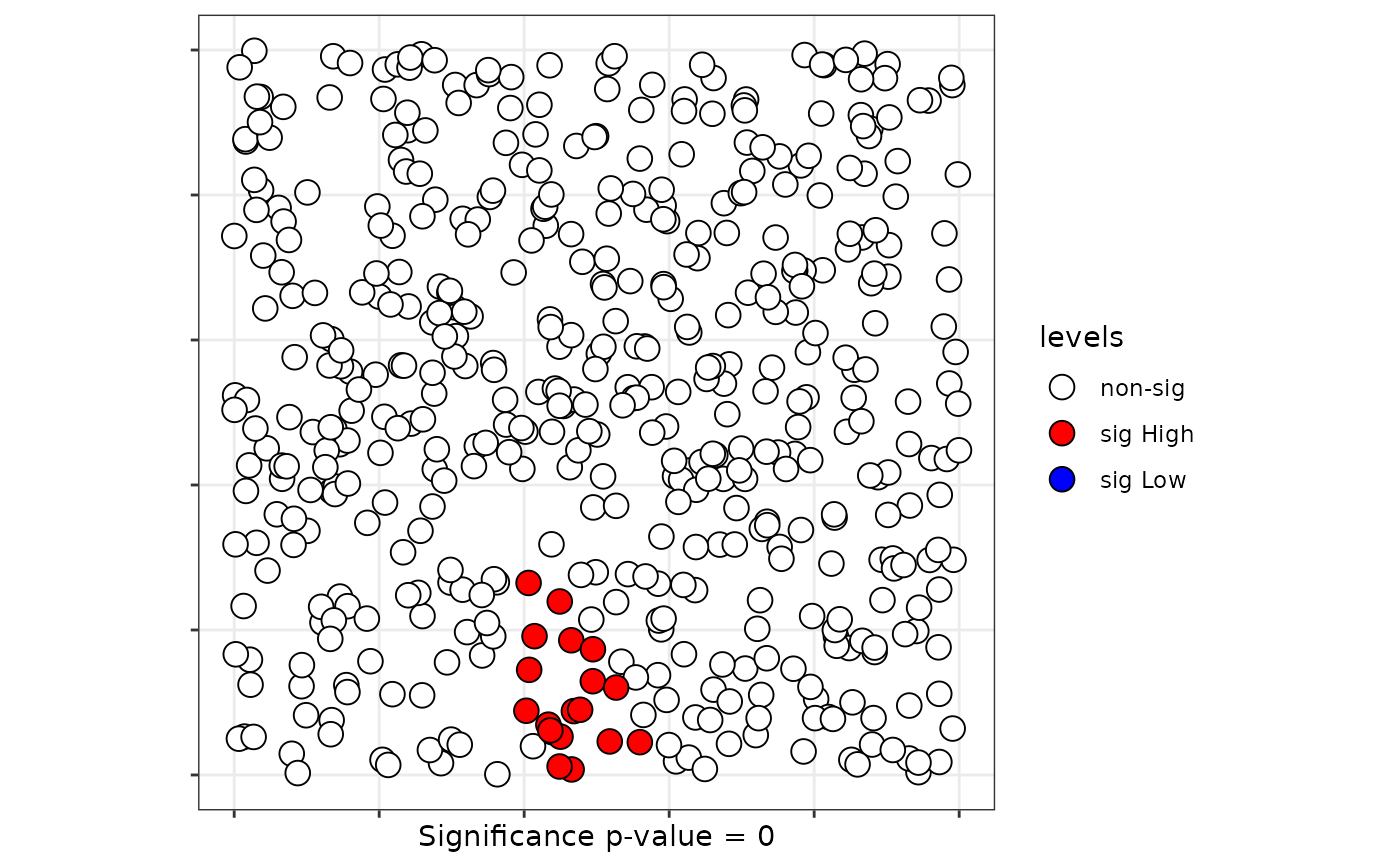 levels
non-sig
sig High
sig Low
Significance p-value = 0